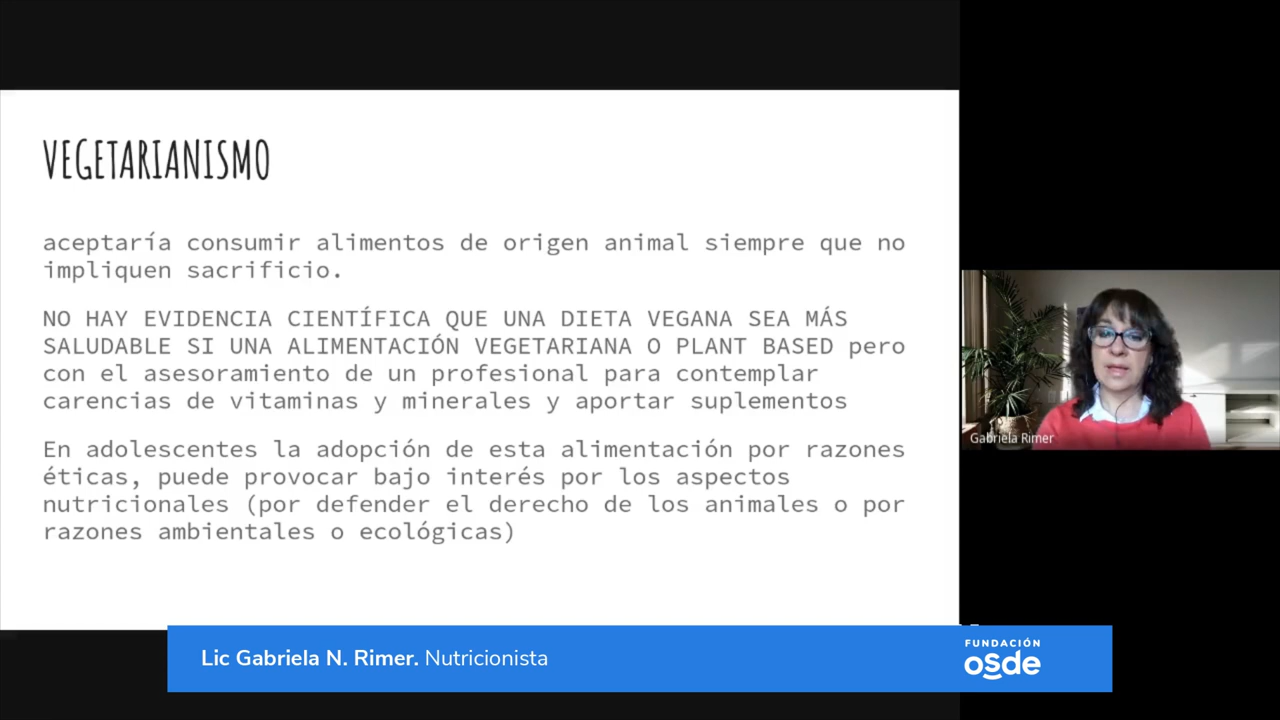 VEGETARIANISMO
aceptaría consumir alimentos de origen animal siempre que no
impliquen sacrificio.
NO HAY EVIDENCIA CIENTÍFICA QUE UNA DIETA VEGANA SEA MÁS
SALUDABLE SI UNA ALIMENTACIÓN VEGETARIANA O PLANT BASED pero
con el asesoramiento de un profesional para contemplar
carencias de vitaminas y minerales y aportar suplementos
En adolescentes la adopción de esta alimentación por razones
éticas, puede provocar bajo interés por los aspectos
nutricionales (por defender el derecho de los animales o por
razones ambientales o ecológicas)
Gabriela Rimer
Lic Gabriela N. Rimer. Nutricionista
FUNDACIÓN
osde